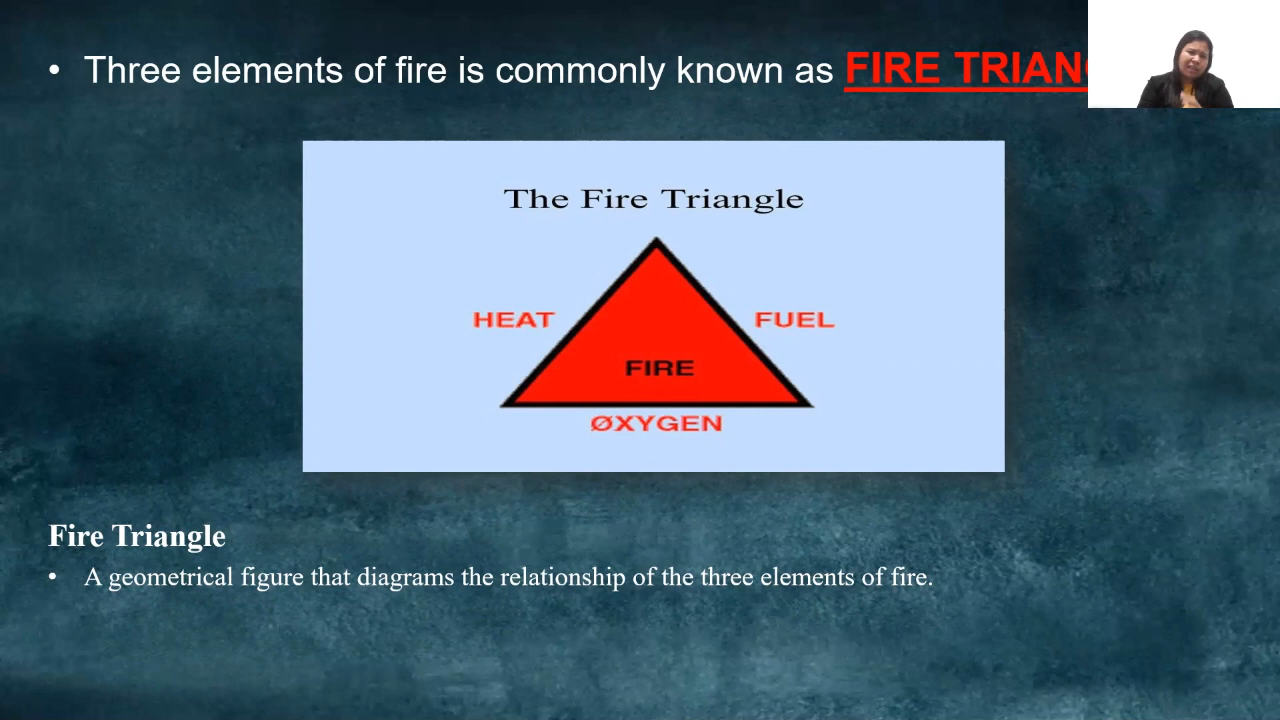 • Three elements of fire is commonly known as FIRE TRIAN
The Fire Triangle
HEAT FUEL
FIRE
ØXYGEN
Fire Triangle
• A geometrical figure that diagrams the relationship of the three elements of fire.